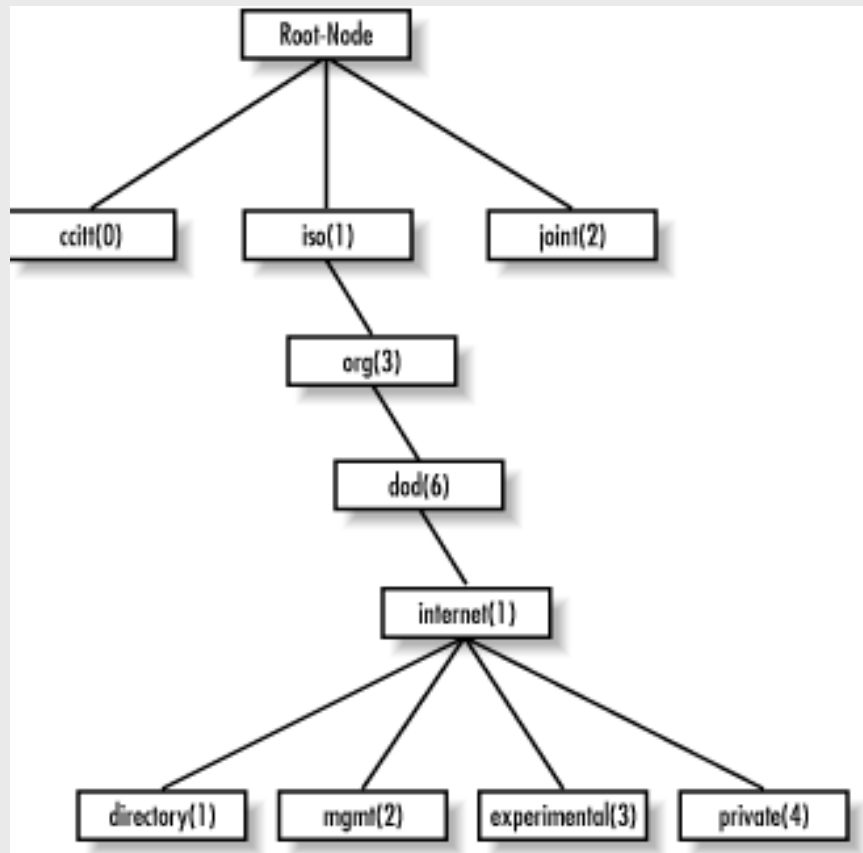 Root-Node
ccitt(0)
iso(1)
joint(2)
org(3)
dod(6)
internet(1)
directory(1)
mgmt(2)
experimental(3)
private(4)